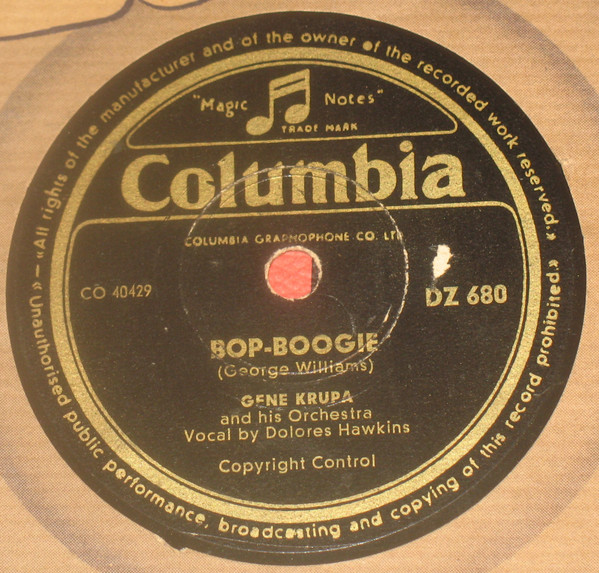 «All rights of the manufacturer and of the owner of the recorded work reserved.»
"Magic Notes"
TRADE MARK
Columbia
COLUMBIA GRAPHOPHONE CO. LTD
CO 40429
DZ 680
BOP-BOOGIE
(George Williams)
GENE KRUPA
and his Orchestra
Vocal by Dolores Hawkins
Copyright Control
«Unauthorised public performance, broadcasting and copying of this record prohibited.»